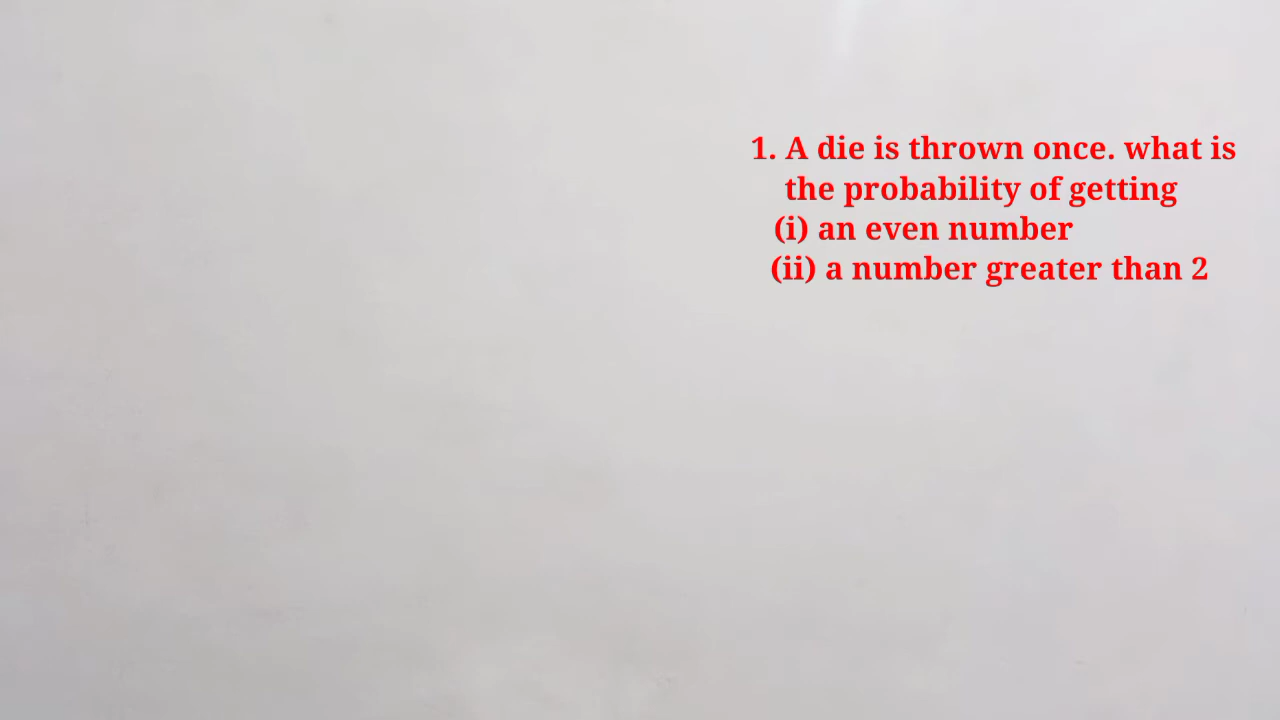 1. A die is thrown once. what is
the probability of getting
(i) an even number
(ii) a number greater than 2